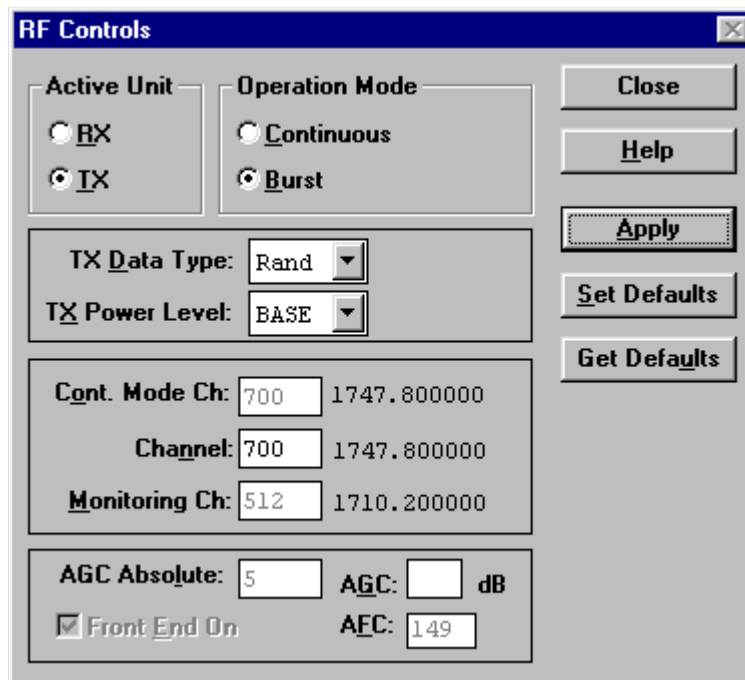 RF Controls
Active Unit
RX
TX
Operation Mode
Continuous
Burst
Close
Help
Apply
Set Defaults
Get Defaults
TX Data Type: Rand
TX Power Level: BASE
Cont. Mode Ch: 700 1747.800000
Channel: 700 1747.800000
Monitoring Ch: 512 1710.200000
AGC Absolute: 5 AGC: dB
Front End On AFC: 149